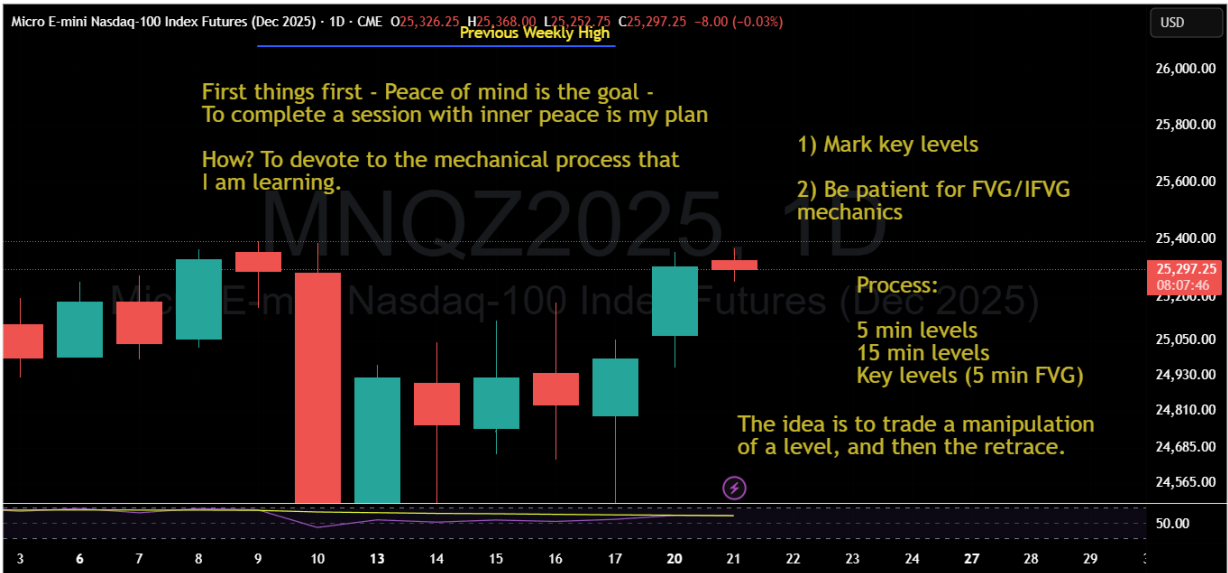 Micro E-mini Nasdaq-100 Index Futures (Dec 2025) · 1D · CME O25,326.25 H25,368.00 L25,252.75 C25,297.25 −8.00 (−0.03%)
USD
Previous Weekly High
First things first - Peace of mind is the goal -
To complete a session with inner peace is my plan
How? To devote to the mechanical process that
I am learning.
1) Mark key levels
2) Be patient for FVG/IFVG
mechanics
MNQZ2025, 1D
Micro E-mini Nasdaq-100 Index Futures (Dec 2025)
Process:
5 min levels
15 min levels
Key levels (5 min FVG)
The idea is to trade a manipulation
of a level, and then the retrace.
26,000.00
25,800.00
25,600.00
25,400.00
25,297.25
08:07:46
25,200.00
25,050.00
24,930.00
24,810.00
24,685.00
24,565.00
50.00
3 6 7 8 9 10 13 14 15 16 17 20 21 22 23 24 27 28 29